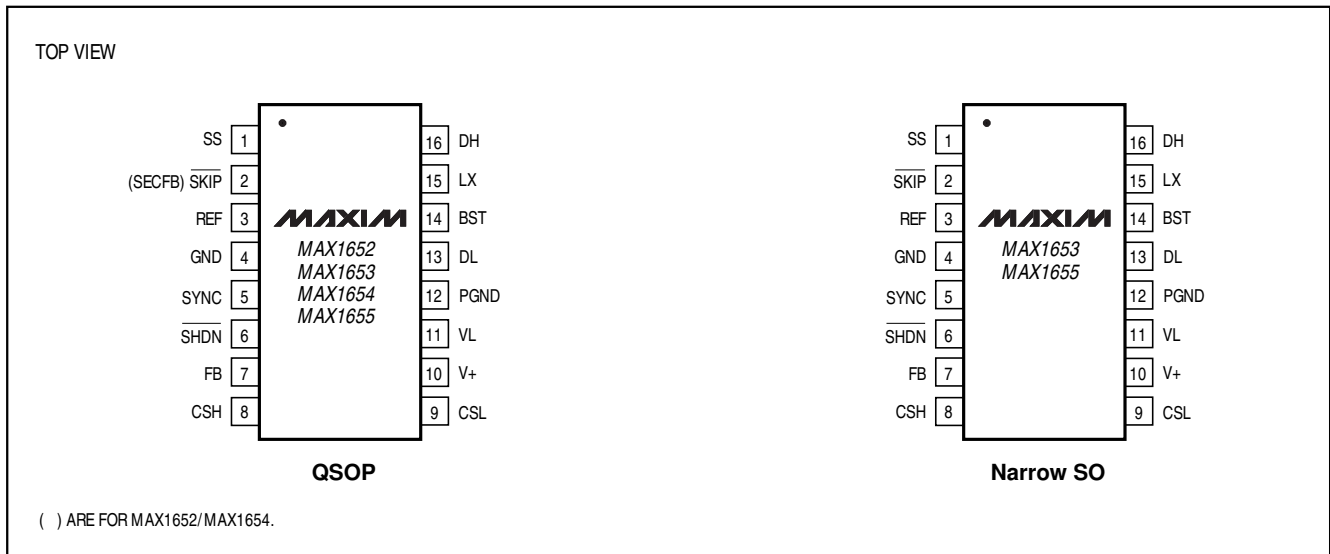 TOP VIEW
SS 1
(SECFB) SKIP 2
REF 3
GND 4
SYNC 5
SHDN 6
FB 7
CSH 8
MAXIM
MAX1652
MAX1653
MAX1654
MAX1655
16 DH
15 LX
14 BST
13 DL
12 PGND
11 VL
10 V+
9 CSL
QSOP
SS 1
SKIP 2
REF 3
GND 4
SYNC 5
SHDN 6
FB 7
CSH 8
MAXIM
MAX1653
MAX1655
16 DH
15 LX
14 BST
13 DL
12 PGND
11 VL
10 V+
9 CSL
Narrow SO
( ) ARE FOR MAX1652/MAX1654.